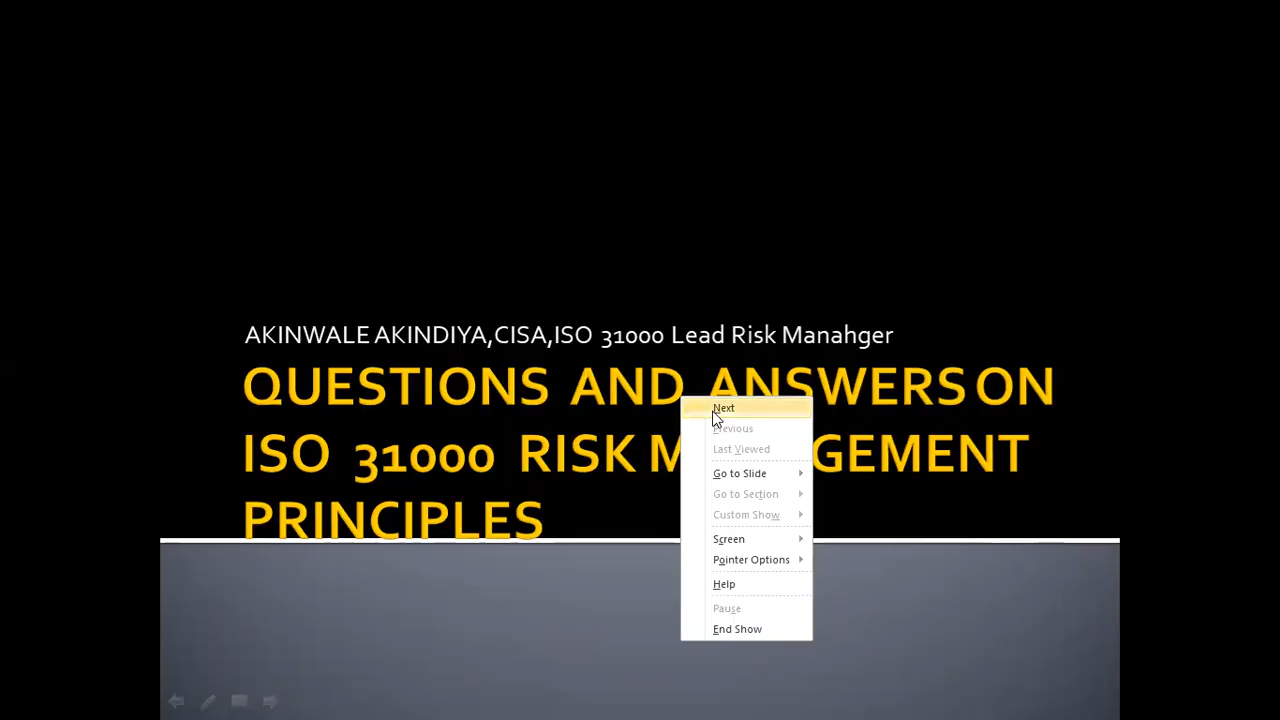 AKINWALE AKINDIYA,CISA,ISO 31000 Lead Risk Manahger
QUESTIONS AND ANSWERS ON
ISO 31000 RISK M GEMENT
PRINCIPLES
Next
Previous
Last Viewed
Go to Slide
Go to Section
Custom Show
Screen
Pointer Options
Help
Pause
End Show